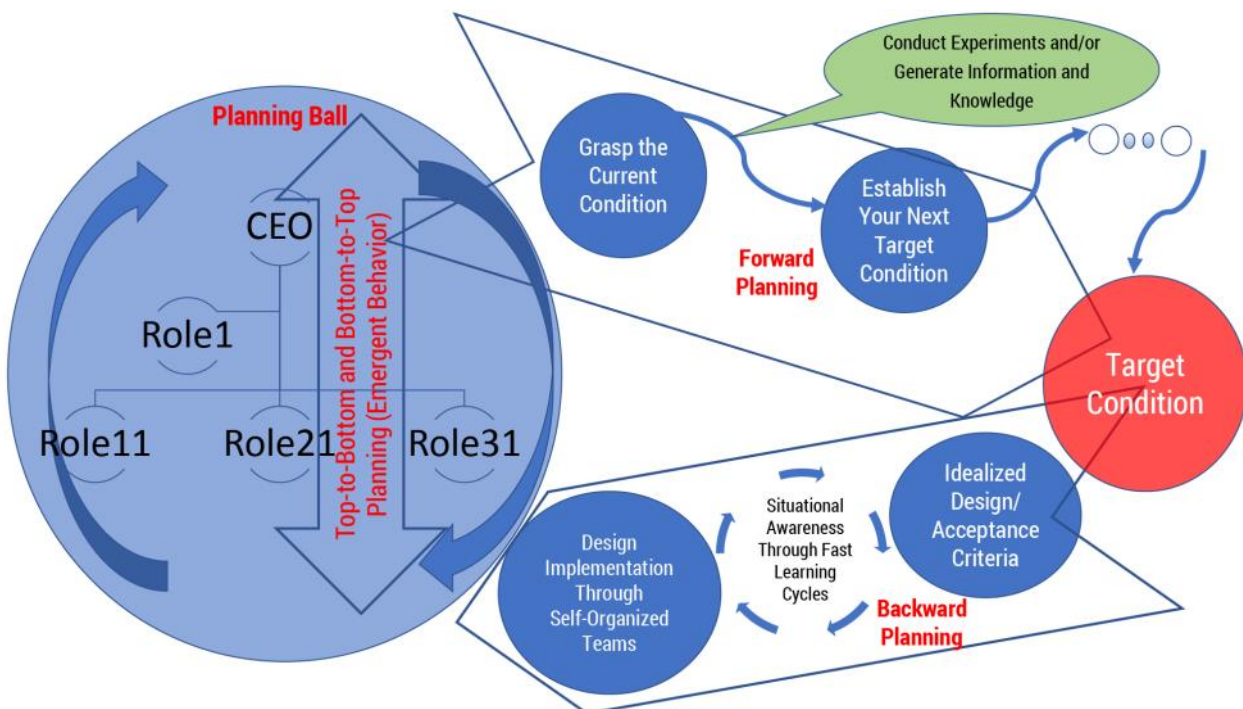 Planning Ball
CEO
Role1
Role11
Role21
Role31
Top-to-Bottom and Bottom-to-Top
Planning (Emergent Behavior)
Conduct Experiments and/or
Generate Information and
Knowledge
Grasp the
Current
Condition
Establish
Your Next
Target
Condition
Forward
Planning
Target
Condition
Design
Implementation
Through
Self-Organized
Teams
Situational
Awareness
Through Fast
Learning
Cycles
Idealized
Design/
Acceptance
Criteria
Backward
Planning